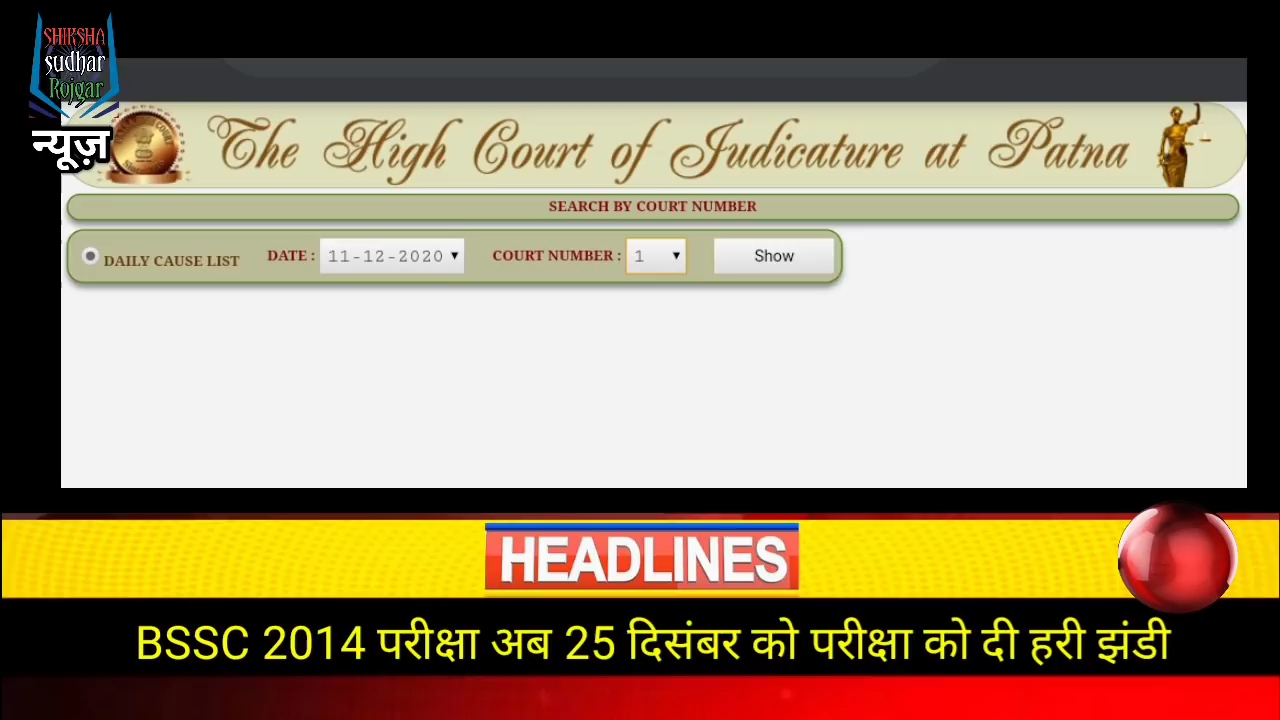 SHIKSHA
sudhar
Rojgar
न्यूज़
The High Court of Judicature at Patna
SEARCH BY COURT NUMBER
DAILY CAUSE LIST DATE : 11-12-2020 COURT NUMBER : 1 Show
HEADLINES
BSSC 2014 परीक्षा अब 25 दिसंबर को परीक्षा को दी हरी झंडी